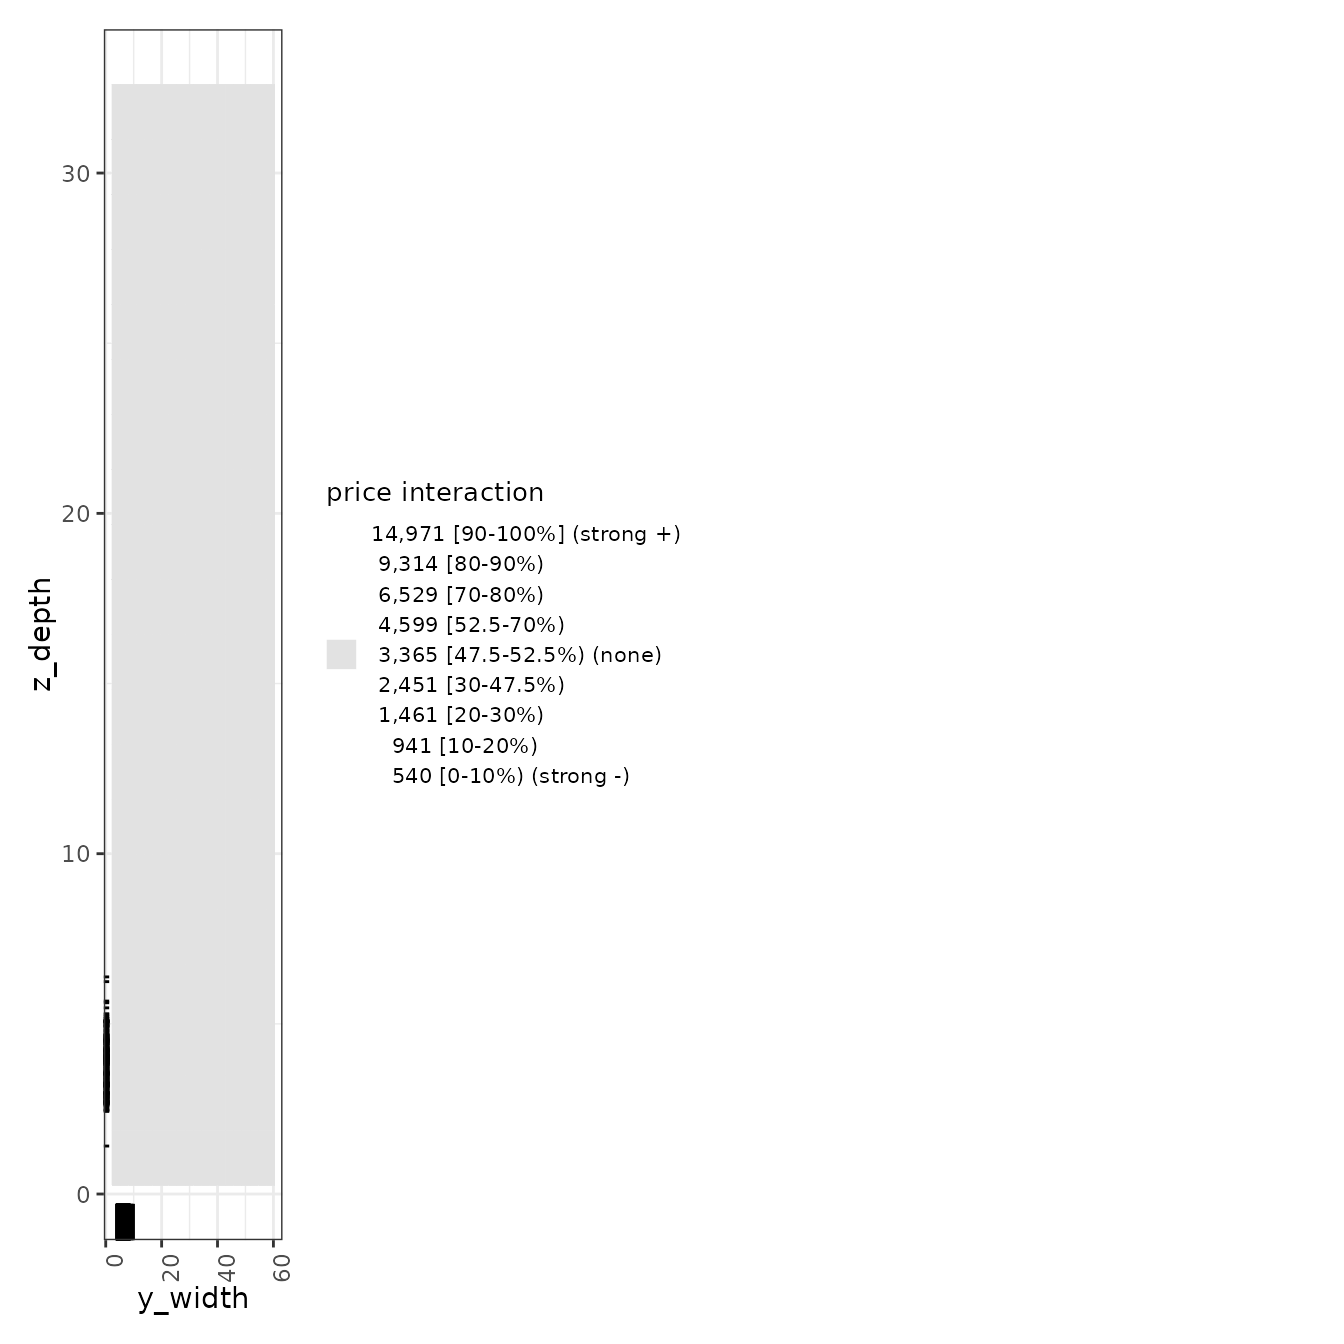 30
20
10
0
z_depth
0
20
40
60
y_width
price interaction
14,971 [90-100%] (strong +)
9,314 [80-90%)
6,529 [70-80%)
4,599 [52.5-70%)
3,365 [47.5-52.5%) (none)
2,451 [30-47.5%)
1,461 [20-30%)
941 [10-20%)
540 [0-10%) (strong -)